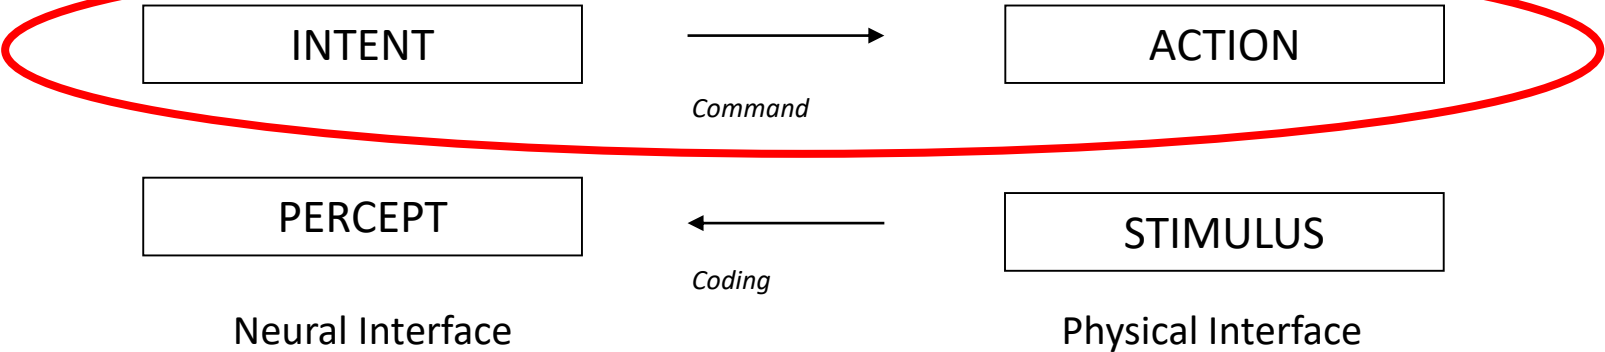 INTENT
ACTION
Command
PERCEPT
STIMULUS
Coding
Neural Interface
Physical Interface